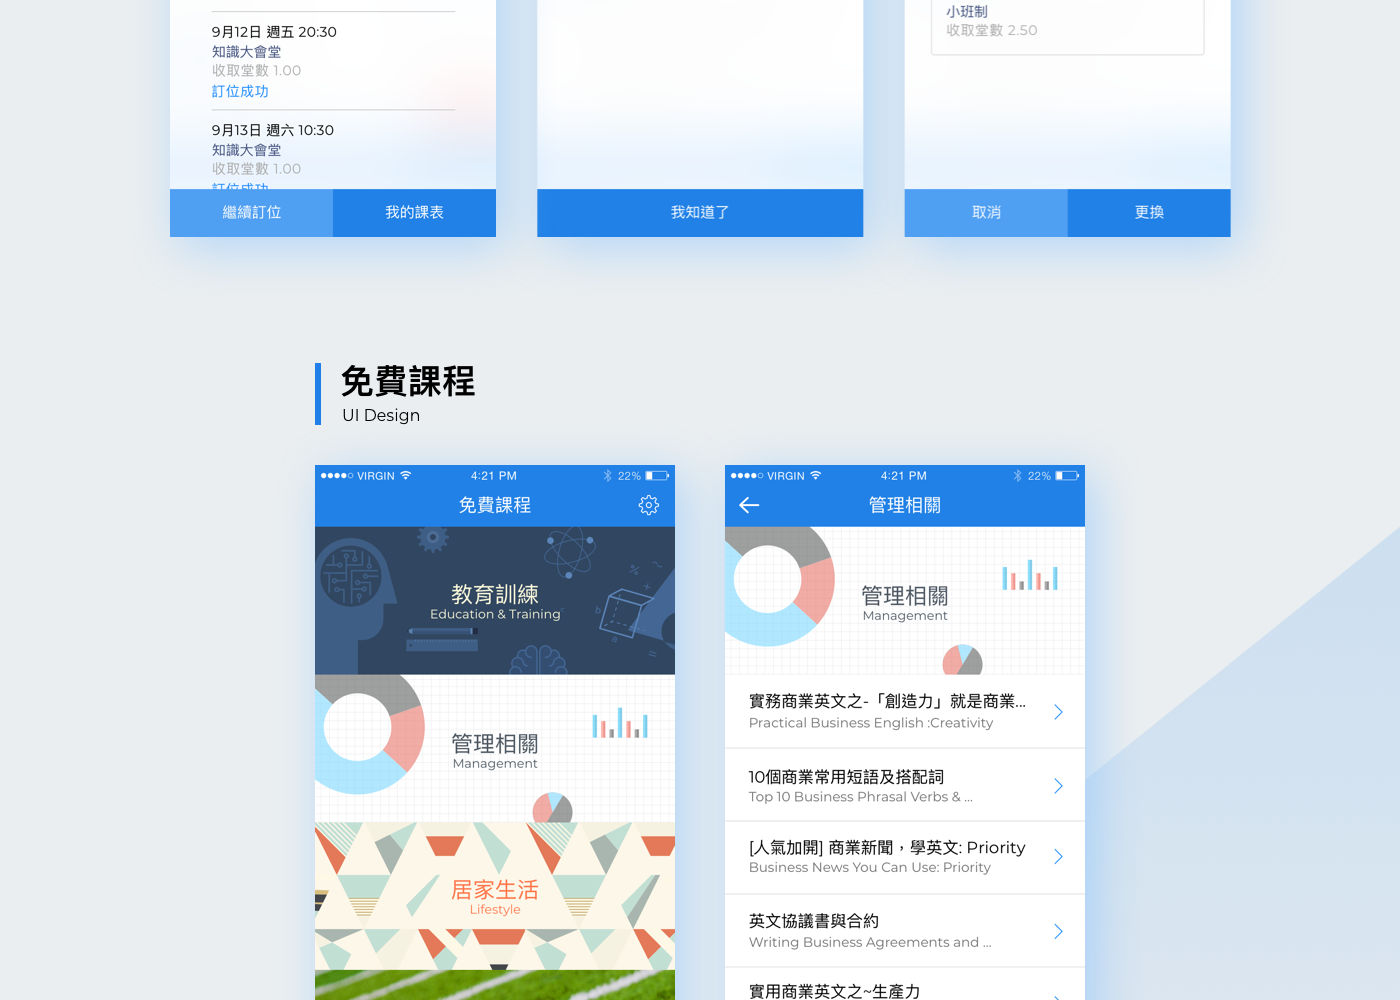 9月12日 週五 20:30
知識大會堂
收取堂數 1.00
訂位成功
9月13日 週六 10:30
知識大會堂
收取堂數 1.00
訂位成功
繼續訂位
我的課表
我知道了
小班制
收取堂數 2.50
取消
更換
免費課程
UI Design
VIRGIN
4:21 PM
22%
免費課程
教育訓練
Education & Training
管理相關
Management
居家生活
Lifestyle
VIRGIN
4:21 PM
22%
管理相關
管理相關
Management
實務商業英文之-「創造力」就是商業...
Practical Business English :Creativity
10個商業常用短語及搭配詞
Top 10 Business Phrasal Verbs & ...
[人氣加開] 商業新聞，學英文: Priority
Business News You Can Use: Priority
英文協議書與合約
Writing Business Agreements and ...
實用商業英文之~生產力